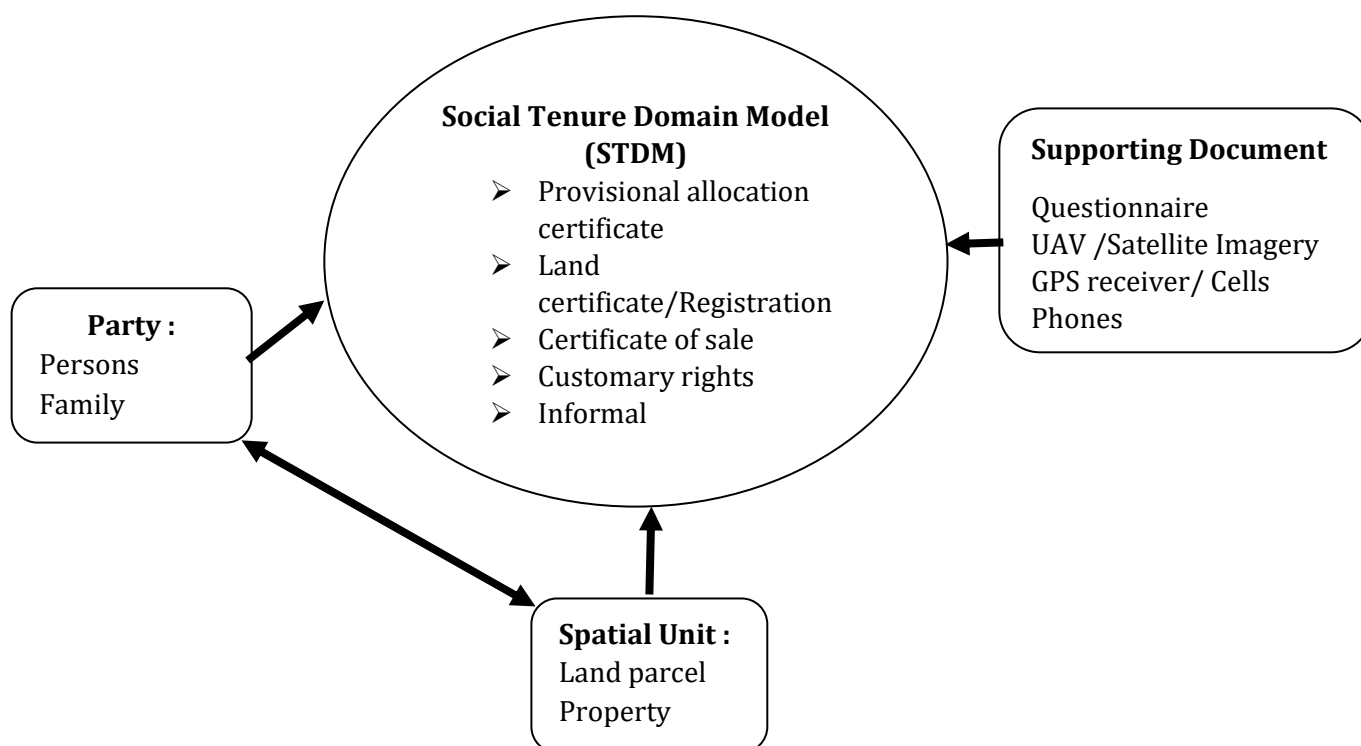 Social Tenure Domain Model
(STDM)
➢ Provisional allocation
certificate
➢ Land
certificate/Registration
➢ Certificate of sale
➢ Customary rights
➢ Informal
Supporting Document
Questionnaire
UAV /Satellite Imagery
GPS receiver/ Cells
Phones
Party :
Persons
Family
Spatial Unit :
Land parcel
Property